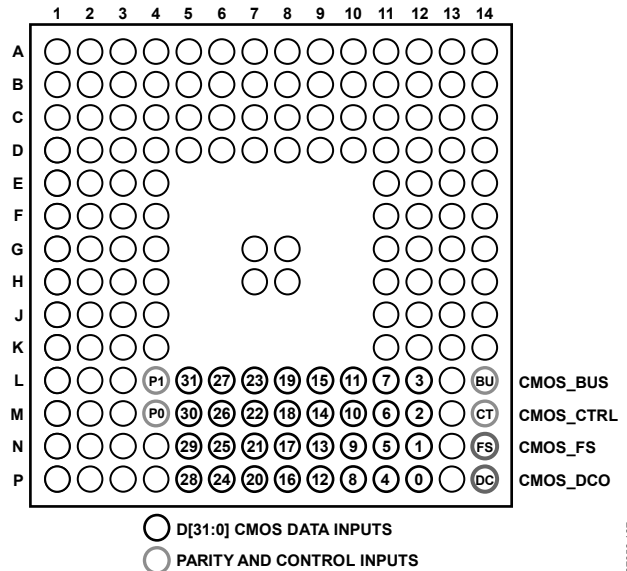 1 2 3 4 5 6 7 8 9 10 11 12 13 14
A
B
C
D
E
F
G
H
J
K
L P1 31 27 23 19 15 11 7 3 BU CMOS_BUS
M P0 30 26 22 18 14 10 6 2 CT CMOS_CTRL
N 29 25 21 17 13 9 5 1 FS CMOS_FS
P 28 24 20 16 12 8 4 0 DC CMOS_DCO
D[31:0] CMOS DATA INPUTS
PARITY AND CONTROL INPUTS